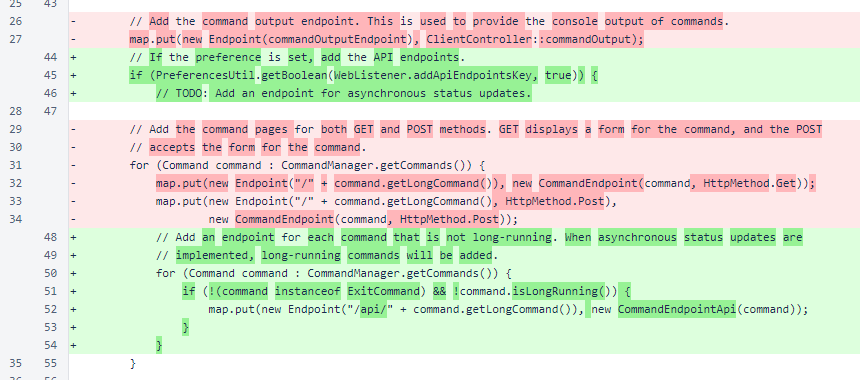 25 43
26 - // Add the command output endpoint. This is used to provide the console output of commands.
27 - map.put(new Endpoint(commandOutputEndpoint), ClientController::commandOutput);
44 + // If the preference is set, add the API endpoints.
45 + if (PreferencesUtil.getBoolean(WebListener.addApiEndpointsKey, true)) {
46 + // TODO: Add an endpoint for asynchronous status updates.
28 47
29 - // Add the command pages for both GET and POST methods. GET displays a form for the command, and the POST
30 - // accepts the form for the command.
31 - for (Command command : CommandManager.getCommands()) {
32 - map.put(new Endpoint("/" + command.getLongCommand()), new CommandEndpoint(command, HttpMethod.Get));
33 - map.put(new Endpoint("/" + command.getLongCommand(), HttpMethod.Post),
34 - new CommandEndpoint(command, HttpMethod.Post));
48 + // Add an endpoint for each command that is not long-running. When asynchronous status updates are
49 + // implemented, long-running commands will be added.
50 + for (Command command : CommandManager.getCommands()) {
51 + if (!(command instanceof ExitCommand) && !command.isLongRunning()) {
52 + map.put(new Endpoint("/api/" + command.getLongCommand()), new CommandEndpointApi(command));
53 + }
54 + }
35 55 }